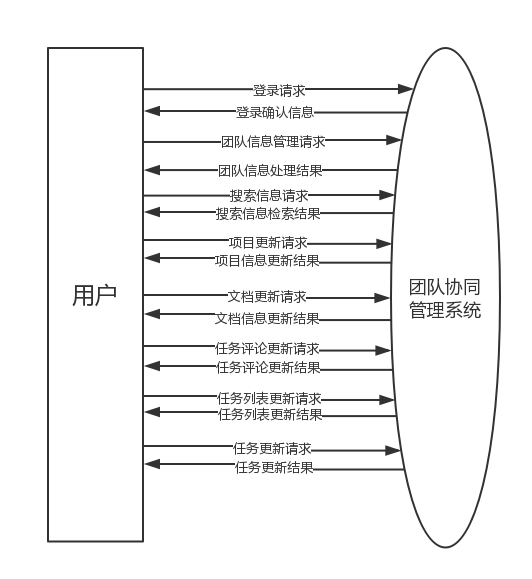 登录请求
登录确认信息
团队信息管理请求
团队信息处理结果
搜索信息请求
搜索信息检索结果
项目更新请求
项目信息更新结果
用户
团队协同
管理系统
文档更新请求
文档信息更新结果
任务评论更新请求
任务评论更新结果
任务列表更新请求
任务列表更新结果
任务更新请求
任务更新结果